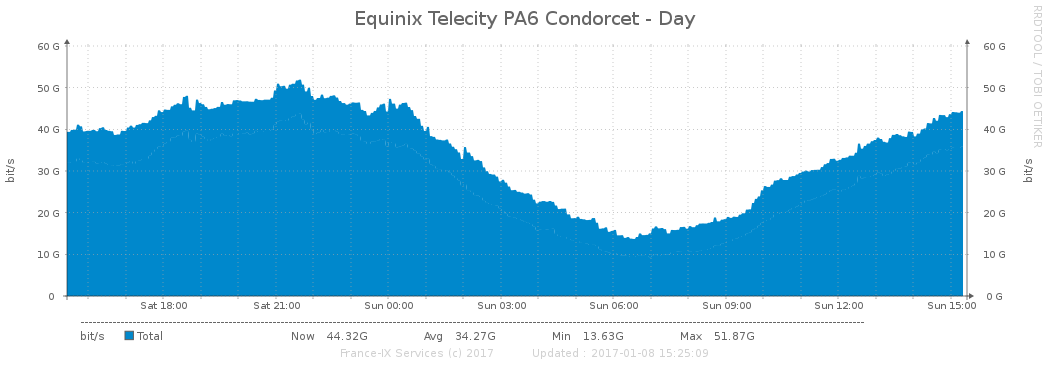 Equinix Telecity PA6 Condorcet - Day
RRDTOOL / TOBI OETIKER
60 G 60 G
50 G 50 G
40 G 40 G
30 G 30 G
20 G 20 G
10 G 10 G
0 0 G
bit/s
bit/s
Sat 18:00 Sat 21:00 Sun 00:00 Sun 03:00 Sun 06:00 Sun 09:00 Sun 12:00 Sun 15:00
bit/s Total Now 44.32G Avg 34.27G Min 13.63G Max 51.87G
France-IX Services (c) 2017 Updated : 2017-01-08 15:25:09